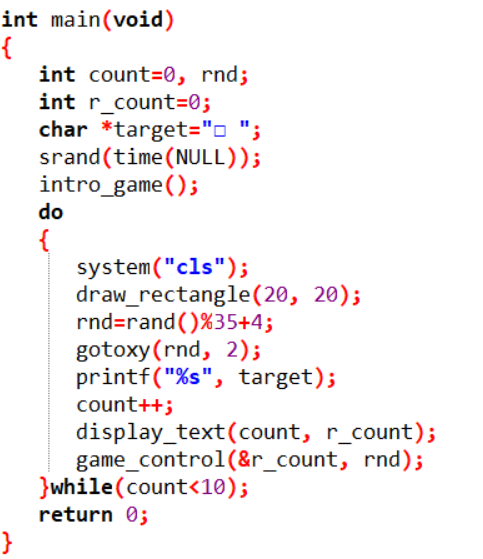 int main(void)
{
int count=0, rnd;
int r_count=0;
char *target="□ ";
srand(time(NULL));
intro_game();
do
{
system("cls");
draw_rectangle(20, 20);
rnd=rand()%35+4;
gotoxy(rnd, 2);
printf("%s", target);
count++;
display_text(count, r_count);
game_control(&r_count, rnd);
}while(count<10);
return 0;
}